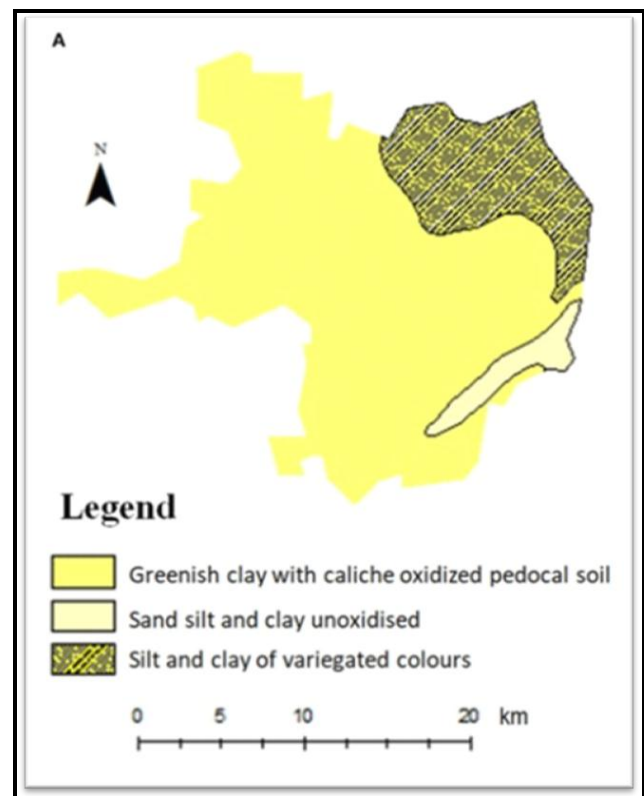 A
N
Legend
Greenish clay with caliche oxidized pedocal soil
Sand silt and clay unoxidised
Silt and clay of variegated colours
0 5 10 20 km